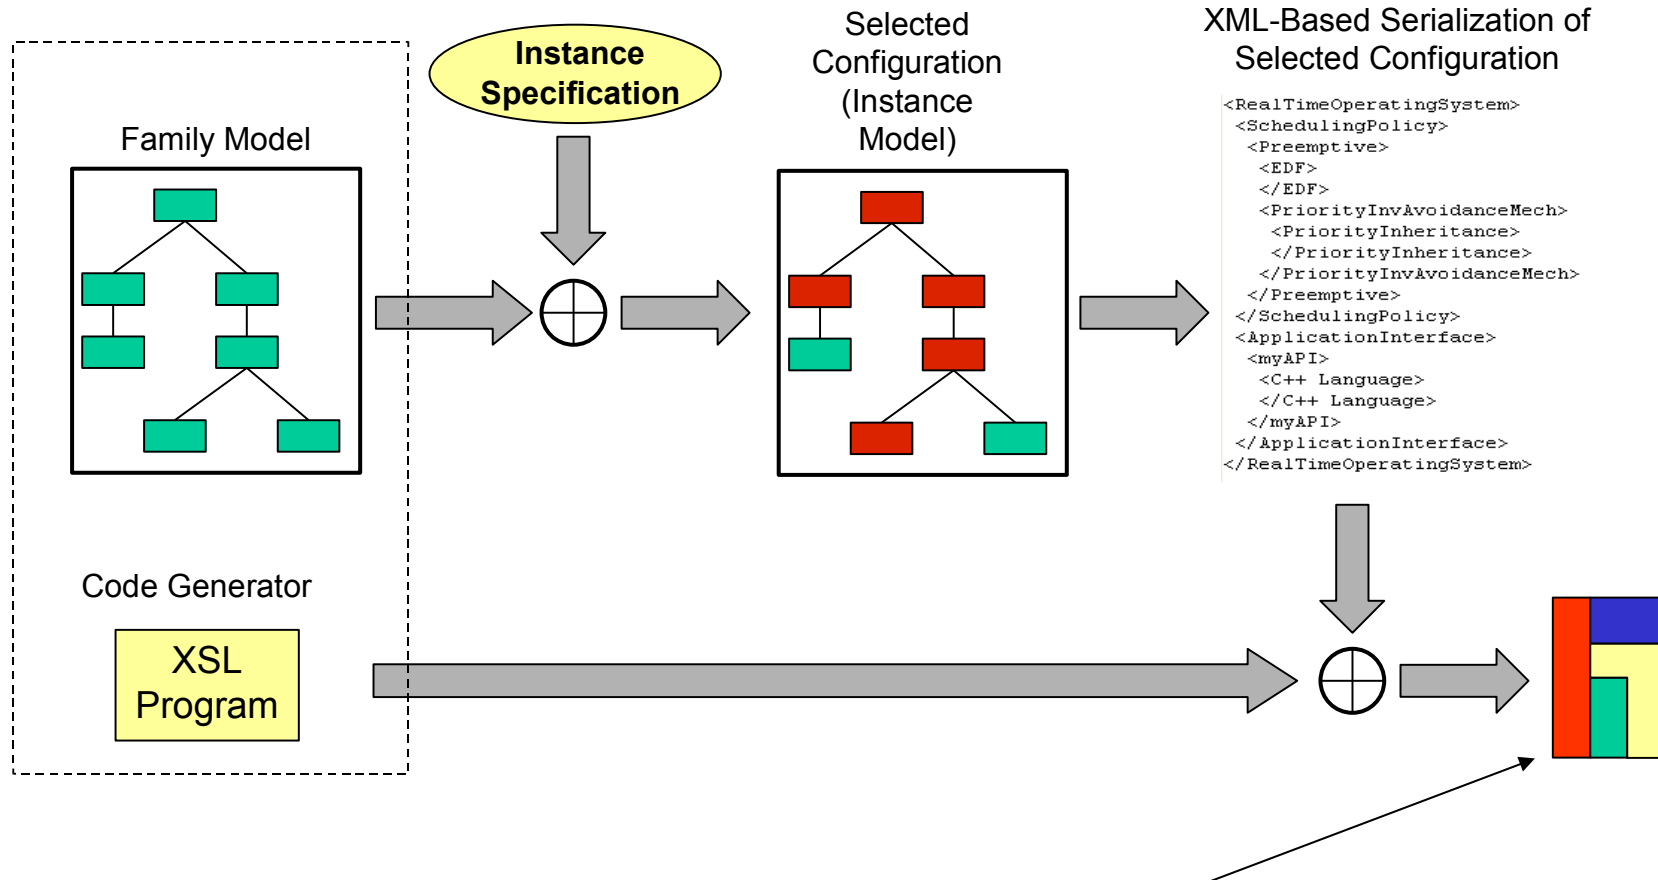 Instance
Specification
Family Model
Selected
Configuration
(Instance
Model)
XML-Based Serialization of
Selected Configuration
<RealTimeOperatingSystem>
<SchedulingPolicy>
<Preemptive>
<EDF>
</EDF>
<PriorityInvAvoidanceMech>
<PriorityInheritance>
</PriorityInheritance>
</PriorityInvAvoidanceMech>
</Preemptive>
</SchedulingPolicy>
<ApplicationInterface>
<myAPI>
<C++ Language>
</C++ Language>
</myAPI>
</ApplicationInterface>
</RealTimeOperatingSystem>
Code Generator
XSL
Program